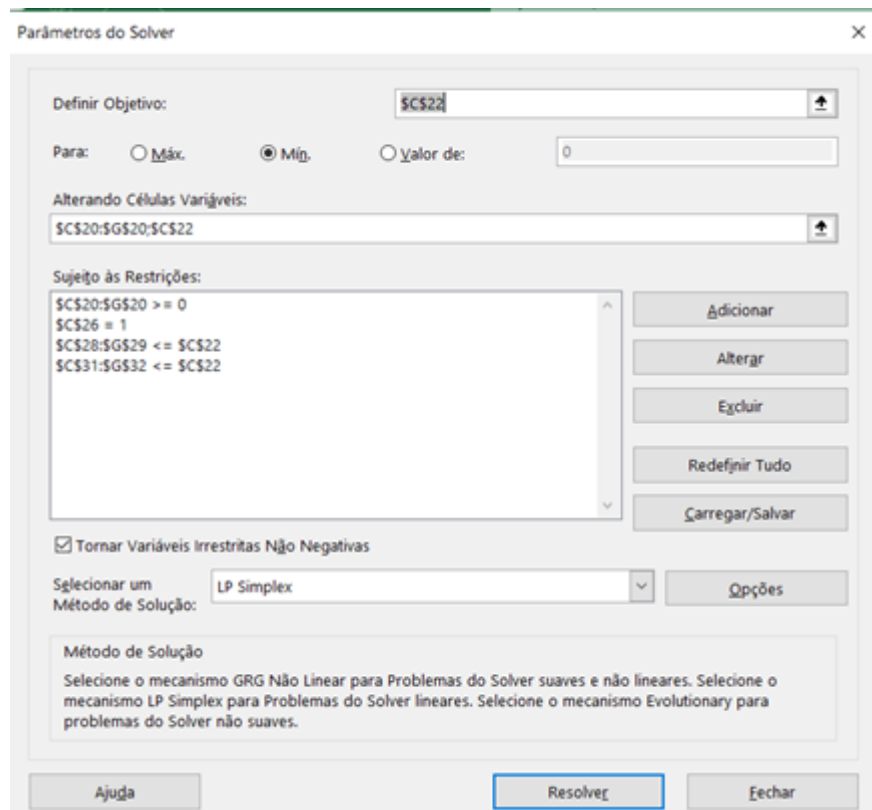 Parâmetros do Solver
Definir Objetivo: $C$22
Para: Máx. Mín. Valor de: 0
Alterando Células Variáveis:
$C$20:$G$20;$C$22
Sujeito às Restrições:
$C$20:$G$20 >= 0
$C$26 = 1
$C$28:$G$29 <= $C$22
$C$31:$G$32 <= $C$22
Adicionar
Alterar
Excluir
Redefinir Tudo
Carregar/Salvar
Tornar Variáveis Irrestritas Não Negativas
Selecionar um
Método de Solução:
LP Simplex
Opções
Método de Solução
Selecione o mecanismo GRG Não Linear para Problemas do Solver suaves e não lineares. Selecione o
mecanismo LP Simplex para Problemas do Solver lineares. Selecione o mecanismo Evolutionary para
problemas do Solver não suaves.
Ajuda
Resolver
Fechar